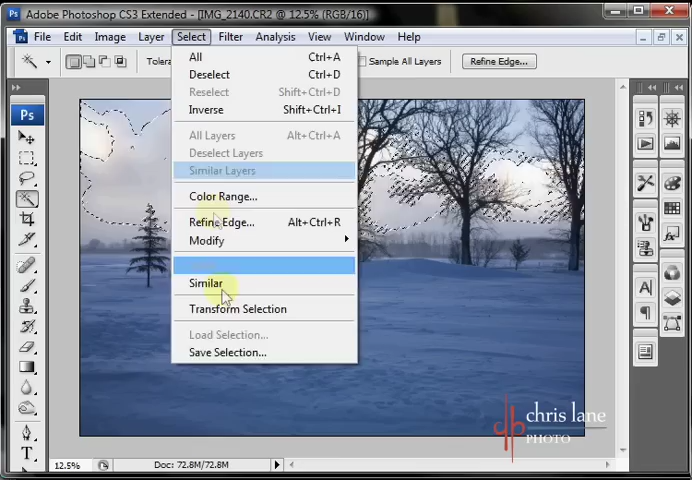 Adobe Photoshop CS3 Extended - [IMG_2140.CR2 @ 12.5% (RGB/16)]
File Edit Image Layer Select Filter Analysis View Window Help
Sample All Layers Refine Edge...
All Ctrl+A
Deselect Ctrl+D
Reselect Shift+Ctrl+D
Inverse Shift+Ctrl+I
All Layers Alt+Ctrl+A
Deselect Layers
Similar Layers
Color Range...
Refine Edge... Alt+Ctrl+R
Modify
Similar
Transform Selection
Load Selection...
Save Selection...
Ps
A
T
chris lane
PHOTO
12.5% Doc: 72.8M/72.8M